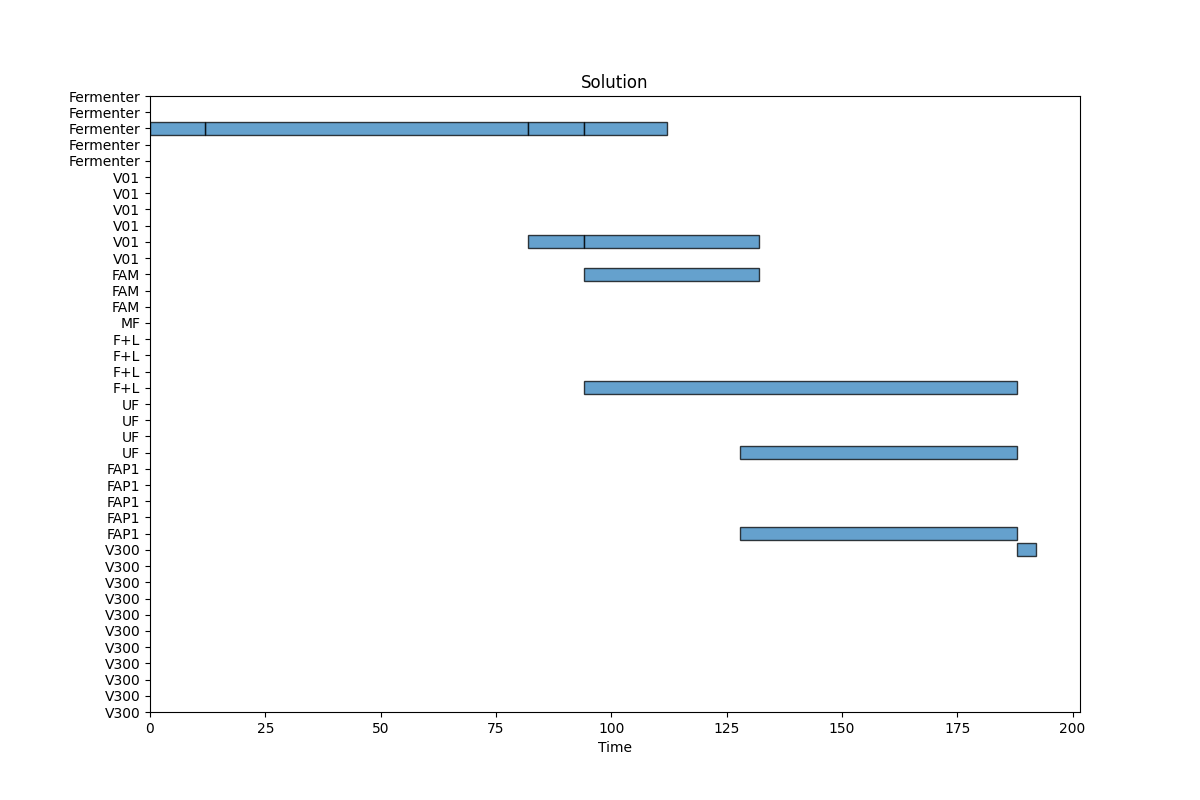 Solution
Fermenter
Fermenter
Fermenter
Fermenter
Fermenter
V01
V01
V01
V01
V01
V01
FAM
FAM
FAM
MF
F+L
F+L
F+L
F+L
UF
UF
UF
UF
FAP1
FAP1
FAP1
FAP1
FAP1
V300
V300
V300
V300
V300
V300
V300
V300
V300
V300
V300
0 25 50 75 100 125 150 175 200
Time